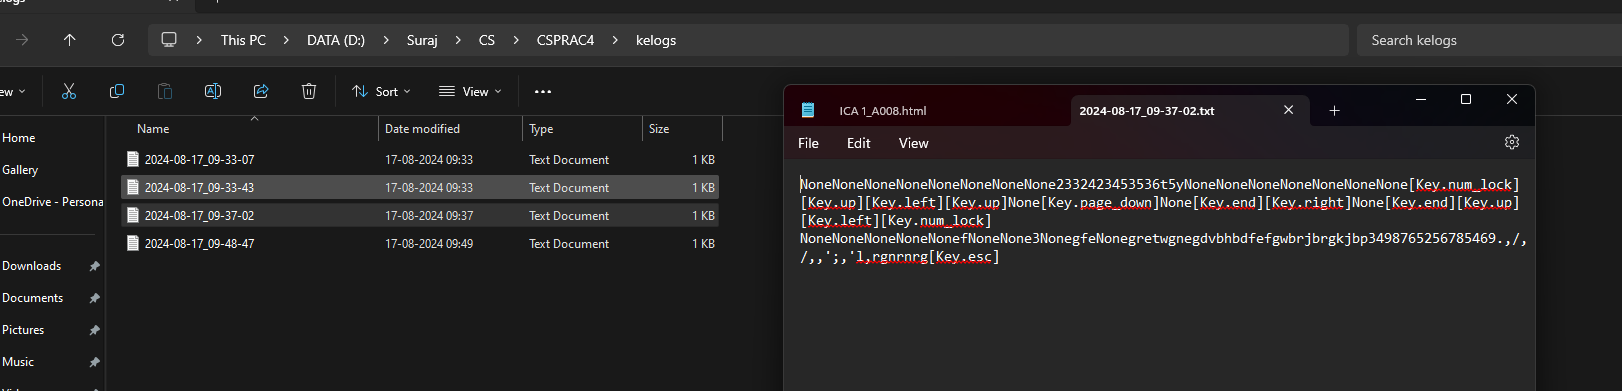 elogs
This PC > DATA (D:) > Suraj > CS > CSPRAC4 > kelogs
Search kelogs
ew
Sort
View
Name Date modified Type Size
Home
Gallery
OneDrive - Persona
Downloads
Documents
Pictures
Music
2024-08-17_09-33-07 17-08-2024 09:33 Text Document 1 KB
2024-08-17_09-33-43 17-08-2024 09:33 Text Document 1 KB
2024-08-17_09-37-02 17-08-2024 09:37 Text Document 1 KB
2024-08-17_09-48-47 17-08-2024 09:49 Text Document 1 KB
ICA 1_A008.html
2024-08-17_09-37-02.txt
File Edit View
NoneNoneNoneNoneNoneNoneNoneNone2332423453536t5yNoneNoneNoneNoneNoneNoneNone[Key.num_lock]
[Key.up][Key.left][Key.up]None[Key.page_down]None[Key.end][Key.right]None[Key.end][Key.up]
[Key.left][Key.num_lock]
NoneNoneNoneNoneNonefNoneNone3NonegfeNonegretwgnegdvbhbdfefgwbrjbrgkjbp3498765256785469.,/,
/,,';,'l,rgnrnrg[Key.esc]